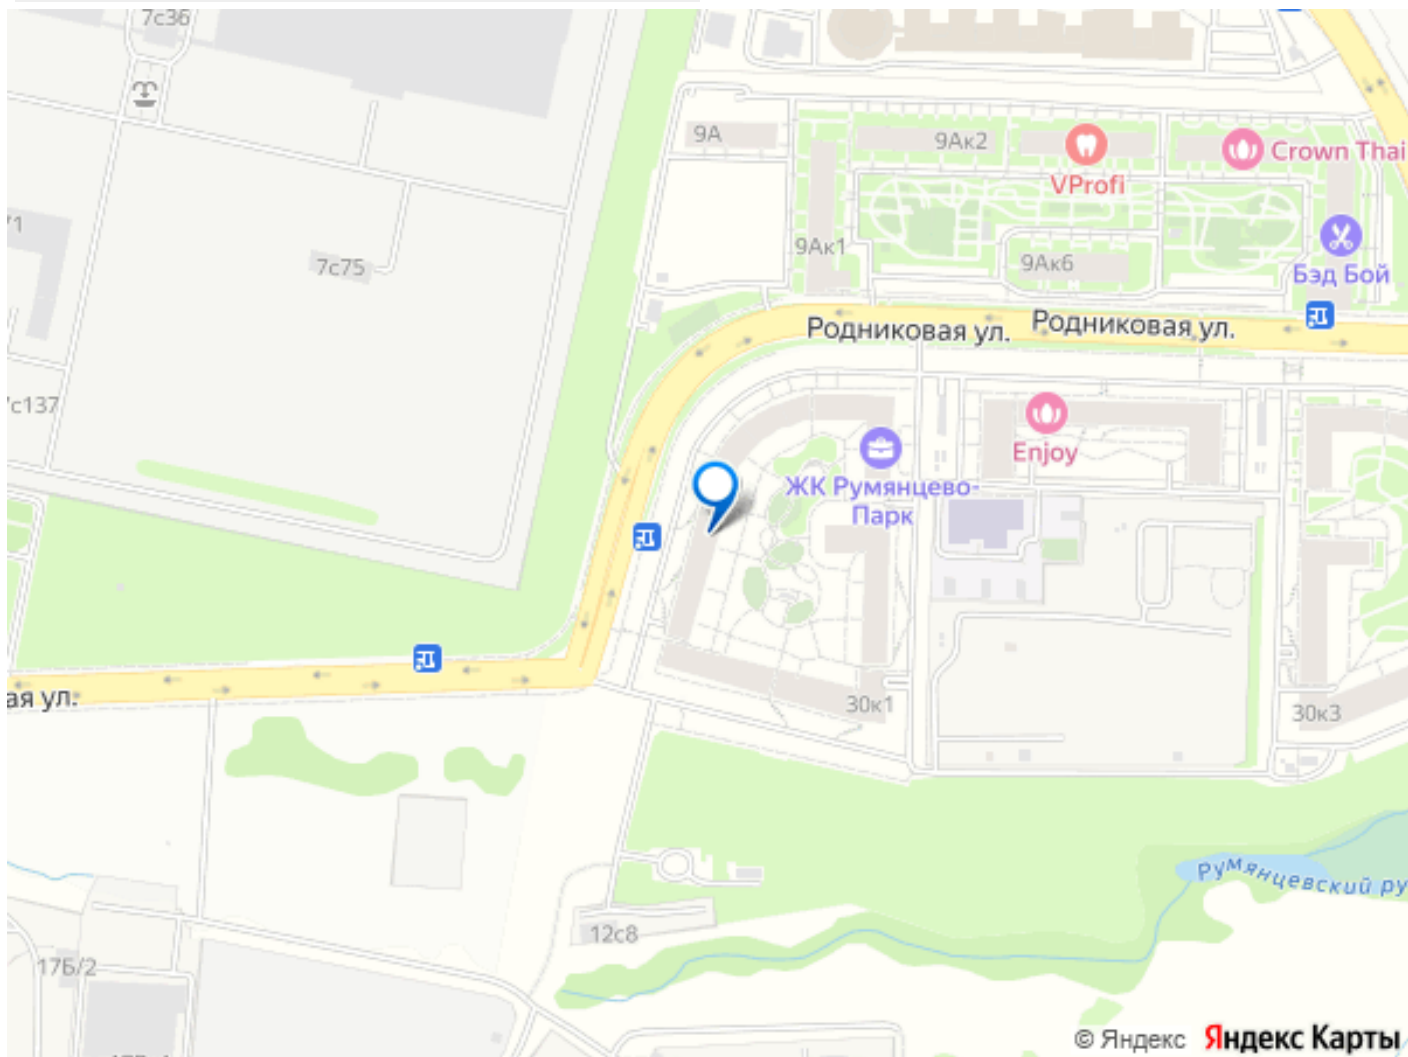 7с36
9А
9Ак2
VProfi
Crown Thai
7с75
9Ак1
9Ак6
Бэд Бой
Родниковая ул.
Родниковая ул.
с137
Enjoy
ЖК Румянцево-
Парк
ая ул.
30к1
30к3
Румянцевский ру
12с8
17Б/2
© Яндекс Яндекс Карты